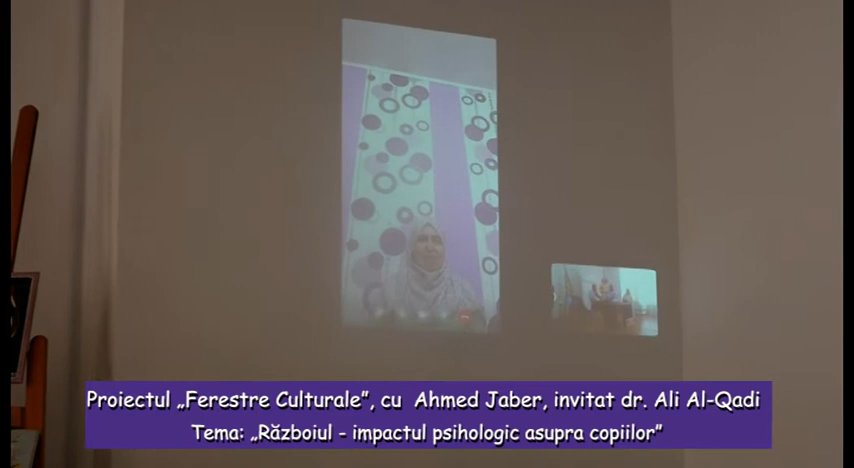 Proiectul „Ferestre Culturale”, cu Ahmed Jaber, invitat dr. Ali Al-Qadi
Tema: „Războiul - impactul psihologic asupra copiilor”